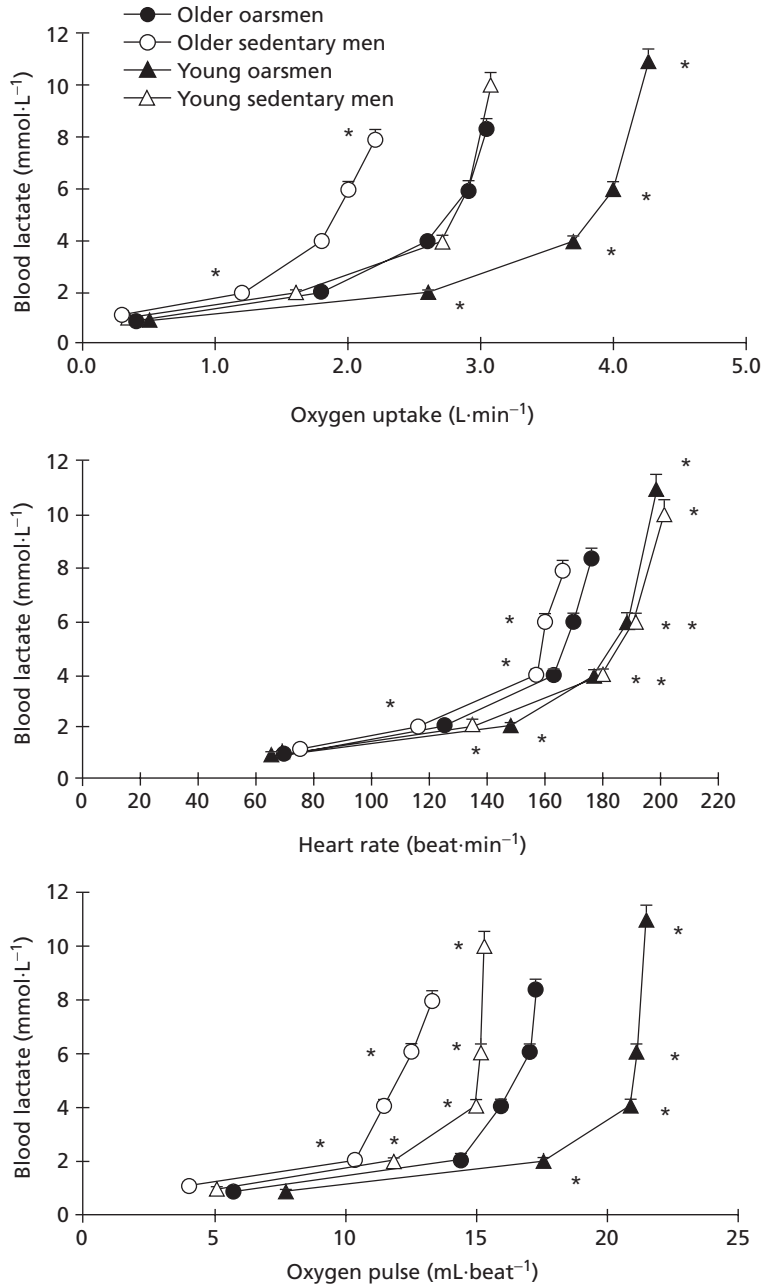 Older oarsmen
Older sedentary men
Young oarsmen
Young sedentary men
Blood lactate (mmol·L⁻¹)
12
10
8
6
4
2
0
0.0 1.0 2.0 3.0 4.0 5.0
* * * * * *
Oxygen uptake (L·min⁻¹)
Blood lactate (mmol·L⁻¹)
12
10
8
6
4
2
0
0 20 40 60 80 100 120 140 160 180 200 220
* * * * * * * * * * *
Heart rate (beat·min⁻¹)
Blood lactate (mmol·L⁻¹)
12
10
8
6
4
2
0
0 5 10 15 20 25
* * * * * * * * * *
Oxygen pulse (mL·beat⁻¹)